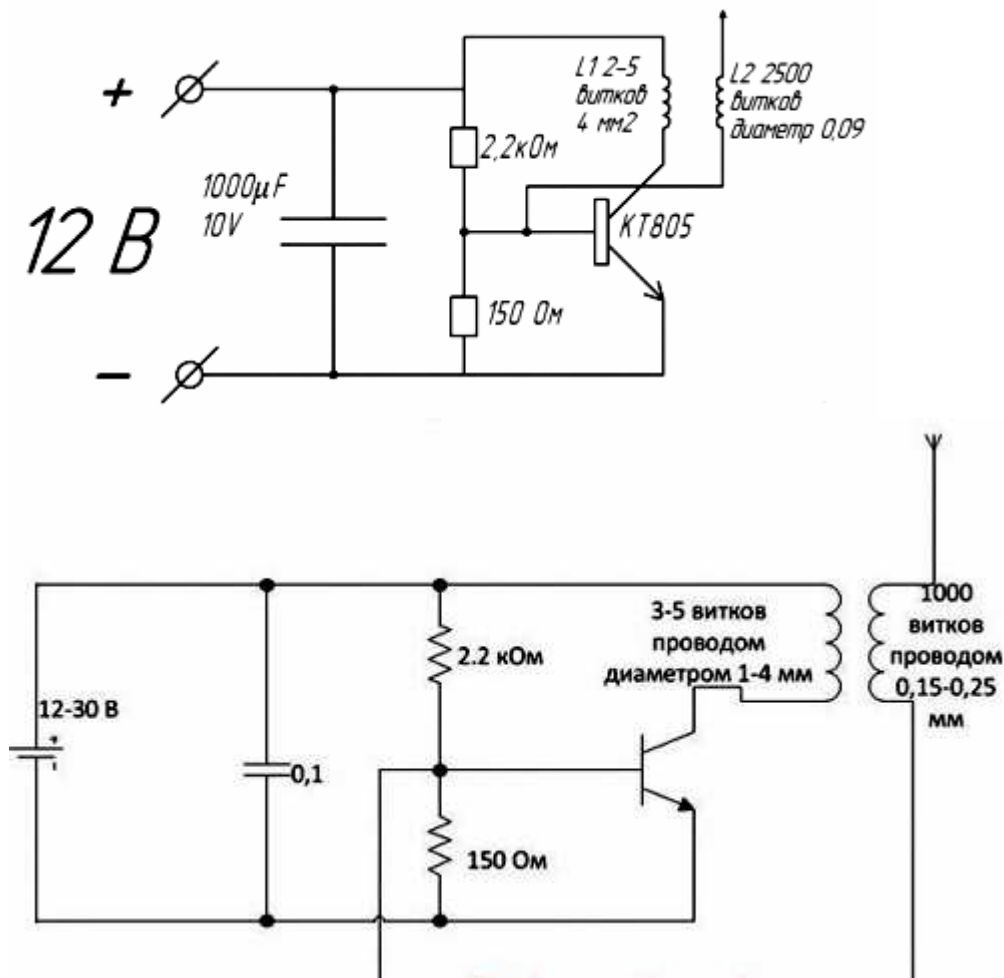 +
12 В
-
1000µF
10V
2,2кОм
150 Ом
L1 2-5
витков
4 мм2
L2 2500
витков
диаметр 0,09
КТ805
12-30 В
+
-
0,1
2.2 кОм
150 Ом
3-5 витков
проводом
диаметром 1-4 мм
1000
витков
проводом
0,15-0,25
мм